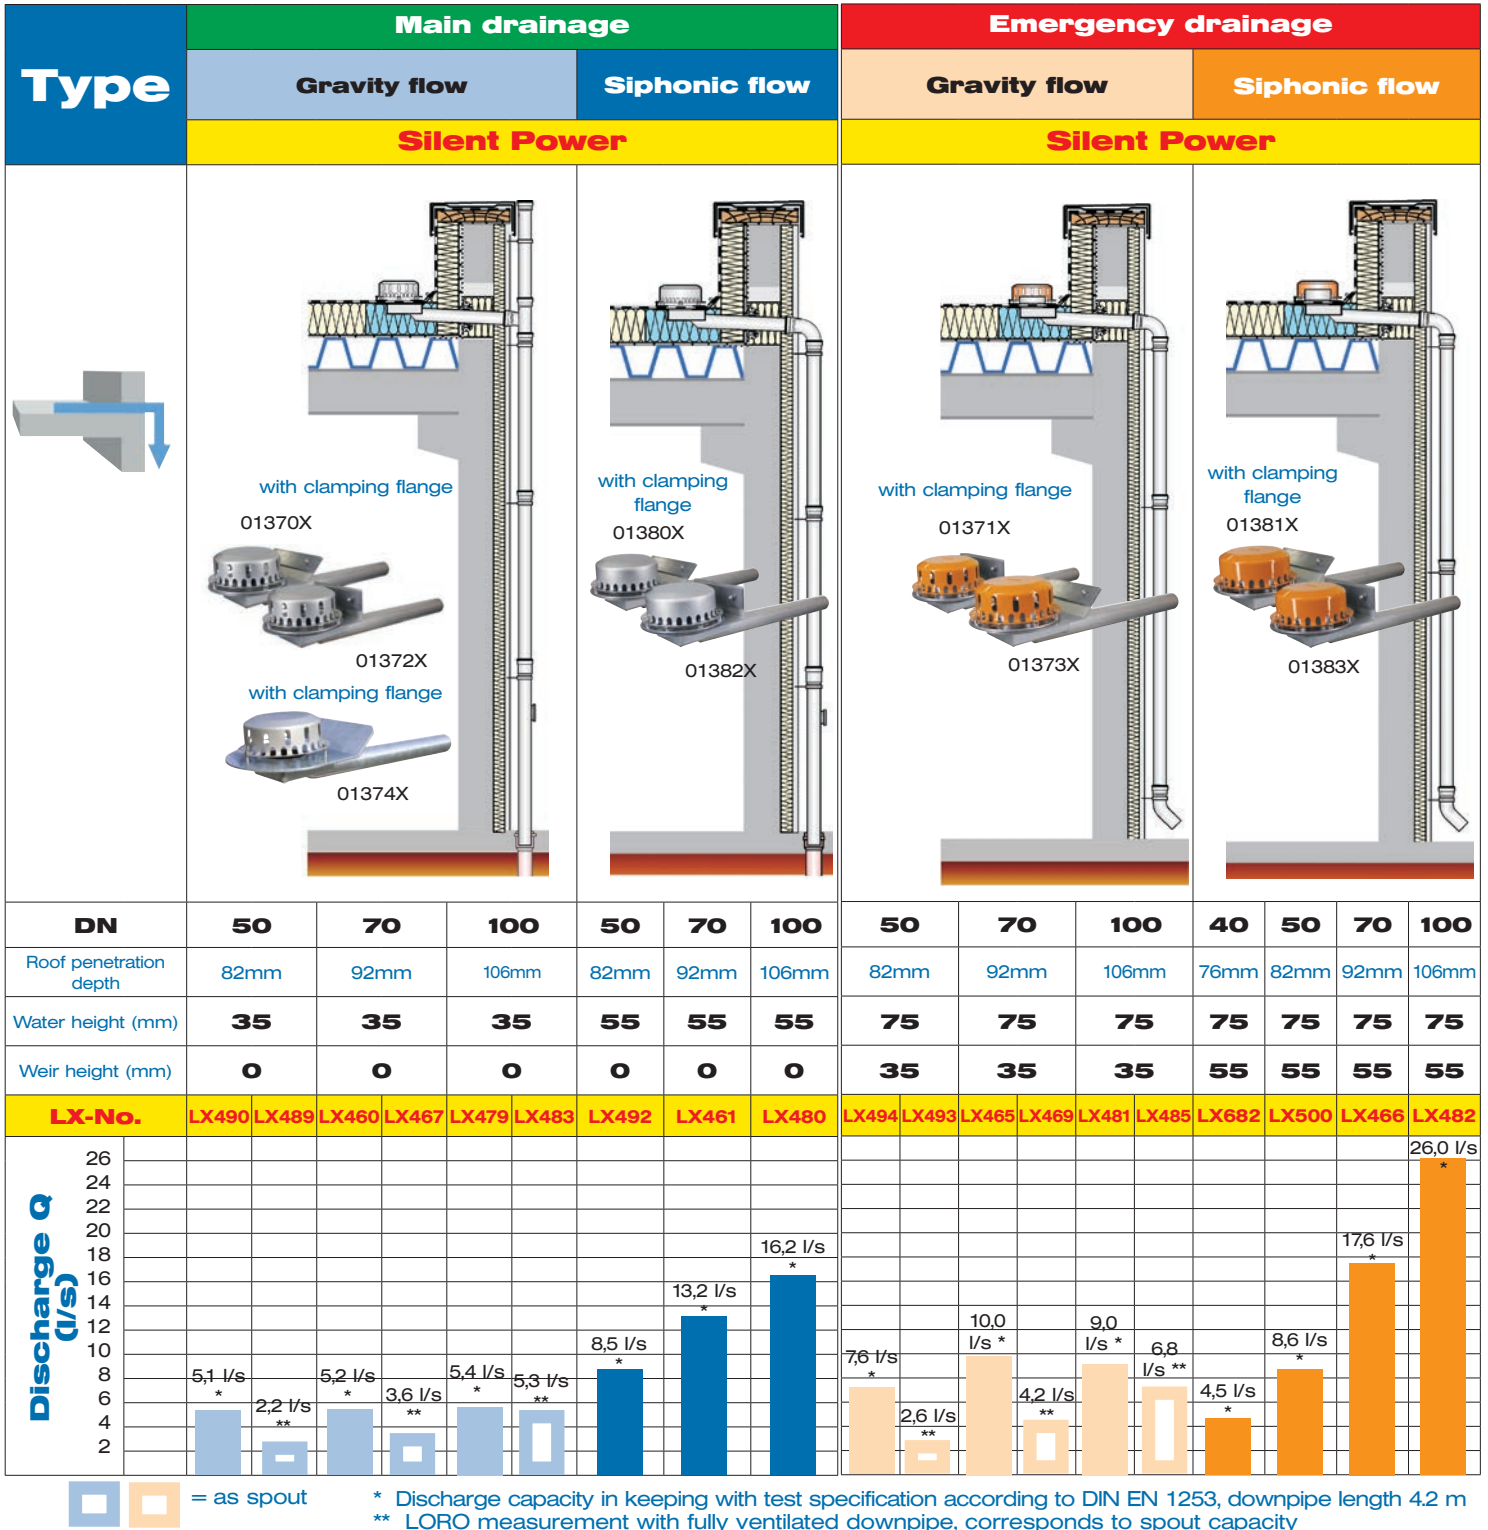 Type
Main drainage
Emergency drainage
Gravity flow
Siphonic flow
Gravity flow
Siphonic flow
Silent Power
Silent Power
with clamping flange
01370X
01372X
with clamping flange
01374X
with clamping
flange
01380X
01382X
with clamping flange
01371X
01373X
with clamping
flange
01381X
01383X
DN 50 70 100 50 70 100 50 70 100 40 50 70 100
Roof penetration
depth
82mm 92mm 106mm 82mm 92mm 106mm 82mm 92mm 106mm 76mm 82mm 92mm 106mm
Water height (mm) 35 35 35 55 55 55 75 75 75 75 75 75 75
Weir height (mm) 0 0 0 0 0 0 35 35 35 55 55 55 55
LX-No. LX490 LX489 LX460 LX467 LX479 LX483 LX492 LX461 LX480 LX494 LX493 LX465 LX469 LX481 LX485 LX682 LX500 LX466 LX482
Discharge Q
(l/s)
26
24
22
20
18
16
14
12
10
8
6
4
2
5,1 l/s
*
2,2 l/s
**
5,2 l/s
*
3,6 l/s
**
5,4 l/s
*
5,3 l/s
**
8,5 l/s
*
13,2 l/s
*
16,2 l/s
*
7,6 l/s
*
2,6 l/s
**
10,0
l/s *
4,2 l/s
**
9,0
l/s *
6,8
l/s **
4,5 l/s
*
8,6 l/s
*
17,6 l/s
*
26,0 l/s
*
= as spout
* Discharge capacity in keeping with test specification according to DIN EN 1253, downpipe length 4.2 m
** LORO measurement with fully ventilated downpipe, corresponds to spout capacity